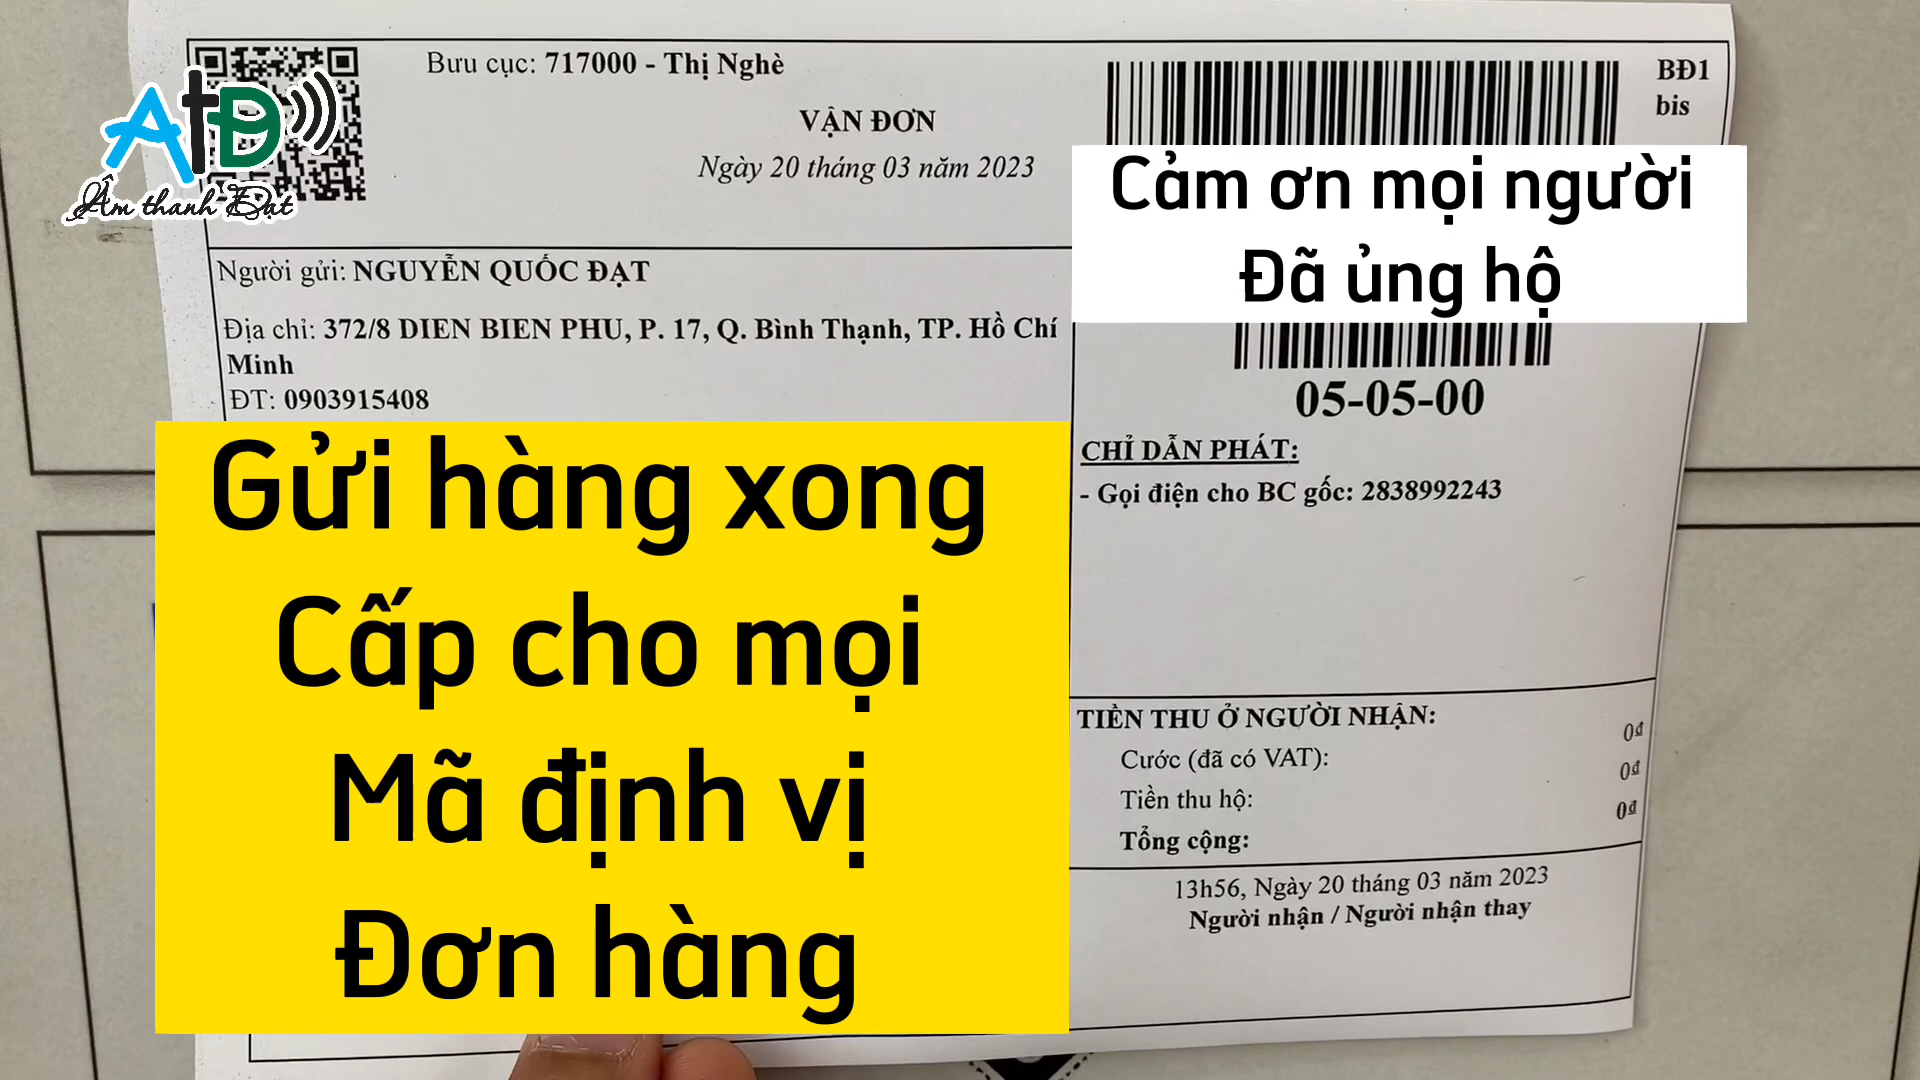 Bưu cục: 717000 - Thị Nghè
VẬN ĐƠN
Ngày 20 tháng 03 năm 2023
BĐ1
bis
AtĐ
Âm thanh Đạt
Cảm ơn mọi người
Đã ủng hộ
Người gửi: NGUYỄN QUỐC ĐẠT
Địa chỉ: 372/8 DIEN BIEN PHU, P. 17, Q. Bình Thạnh, TP. Hồ Chí
Minh
ĐT: 0903915408
05-05-00
CHỈ DẪN PHÁT:
- Gọi điện cho BC gốc: 2838992243
Gửi hàng xong
Cấp cho mọi
Mã định vị
Đơn hàng
TIỀN THU Ở NGƯỜI NHẬN:
Cước (đã có VAT): 0đ
Tiền thu hộ: 0đ
Tổng cộng: 0đ
13h56, Ngày 20 tháng 03 năm 2023
Người nhận / Người nhận thay